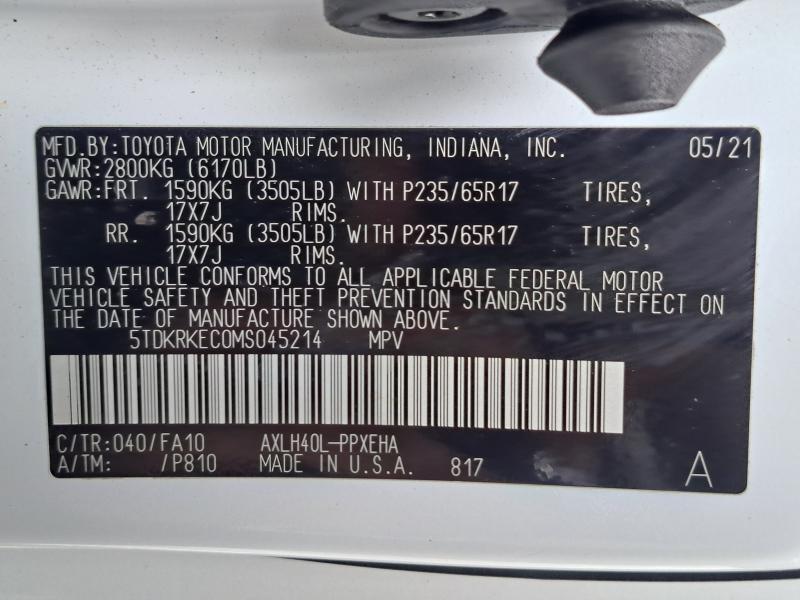 MFD.BY:TOYOTA MOTOR MANUFACTURING, INDIANA, INC. 05/21
GVWR:2800KG (6170LB)
GAWR:FRT. 1590KG (3505LB) WITH P235/65R17 TIRES,
17X7J RIMS.
RR. 1590KG (3505LB) WITH P235/65R17 TIRES,
17X7J RIMS.
THIS VEHICLE CONFORMS TO ALL APPLICABLE FEDERAL MOTOR
VEHICLE SAFETY AND THEFT PREVENTION STANDARDS IN EFFECT ON
THE DATE OF MANUFACTURE SHOWN ABOVE.
5TDKRKEC0MS045214 MPV
C/TR:040/FA10 AXLH40L-PPXEHA
A/TM: /P810 MADE IN U.S.A. 817 A